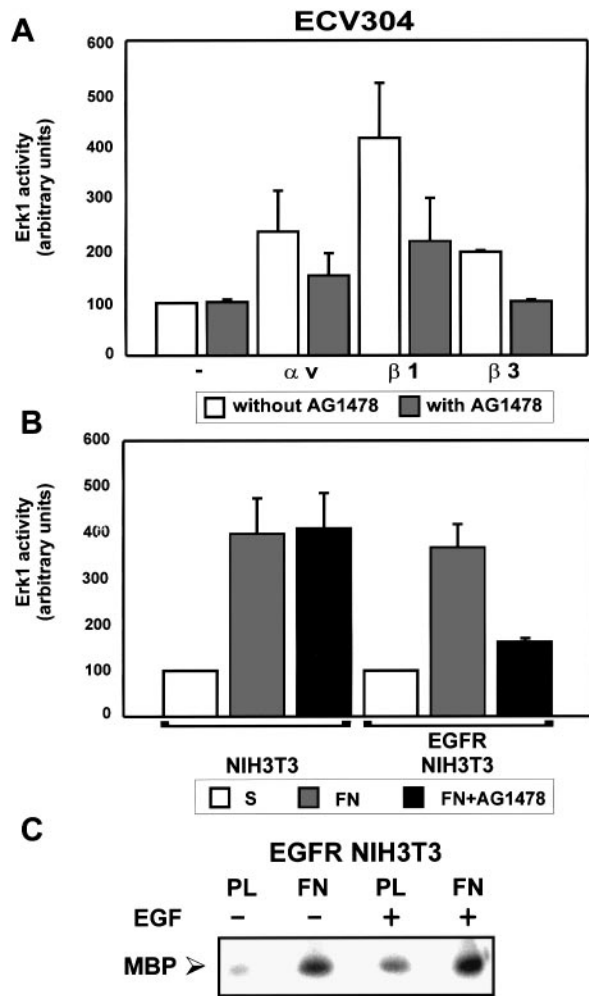 A
ECV304
Erk1 activity
(arbitrary units)
600
500
400
300
200
100
0
-
α v
β 1
β 3
without AG1478
with AG1478
B
Erk1 activity
(arbitrary units)
600
500
400
300
200
100
0
NIH3T3
EGFR
NIH3T3
S
FN
FN+AG1478
C
EGFR NIH3T3
PL FN PL FN
EGF − − + +
MBP ➢